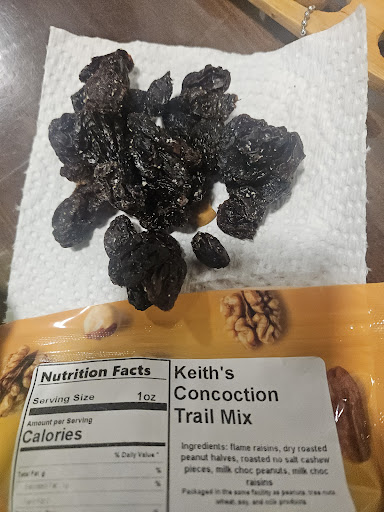 Nutrition Facts
Serving Size 1oz
Amount per Serving
Calories
% Daily Value *
Total Fat g %
%
%
Keith's
Concoction
Trail Mix
Ingredients: flame raisins, dry roasted
peanut halves, roasted no salt cashew
pieces, milk choc peanuts, milk choc
raisins
Packaged in the same facility as peanuts, tree nuts,
wheat, soy, and milk products